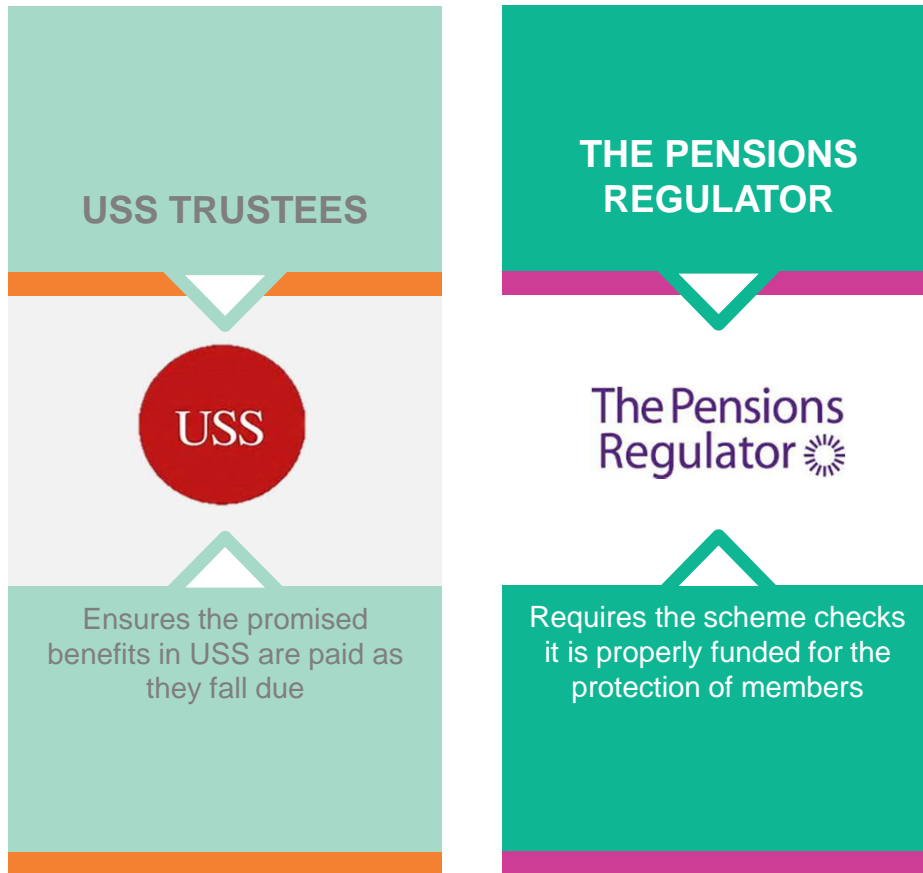 USS TRUSTEES
USS
Ensures the promised
benefits in USS are paid as
they fall due
THE PENSIONS
REGULATOR
The Pensions
Regulator
Requires the scheme checks
it is properly funded for the
protection of members